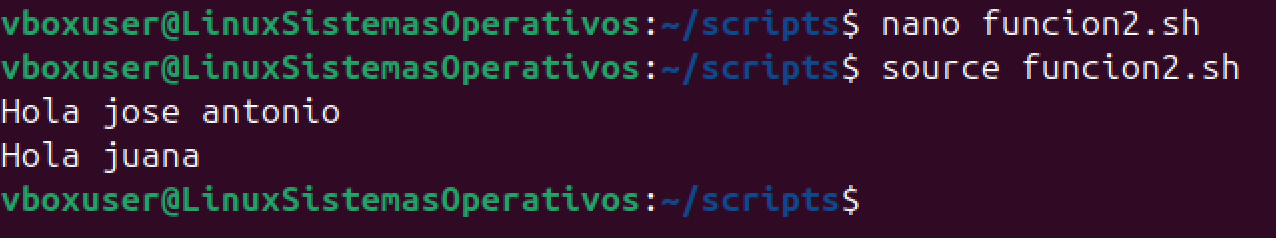 vboxuser@LinuxSistemasOperativos:~/scripts$ nano funcion2.sh
vboxuser@LinuxSistemasOperativos:~/scripts$ source funcion2.sh
Hola jose antonio
Hola juana
vboxuser@LinuxSistemasOperativos:~/scripts$